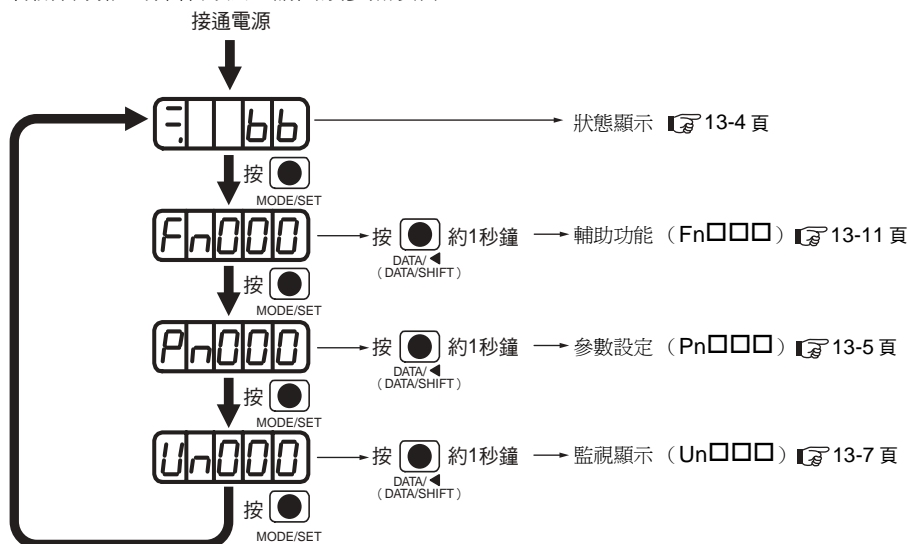 接通電源
bb
狀態顯示 13-4 頁
按
MODE/SET
Fn000
按 約1秒鐘
DATA/◀
（DATA/SHIFT）
輔助功能 （Fn□□□） 13-11 頁
按
MODE/SET
Pn000
按 約1秒鐘
DATA/◀
（DATA/SHIFT）
參數設定 （Pn□□□） 13-5 頁
按
MODE/SET
Un000
按 約1秒鐘
DATA/◀
（DATA/SHIFT）
監視顯示 （Un□□□） 13-7 頁
按
MODE/SET